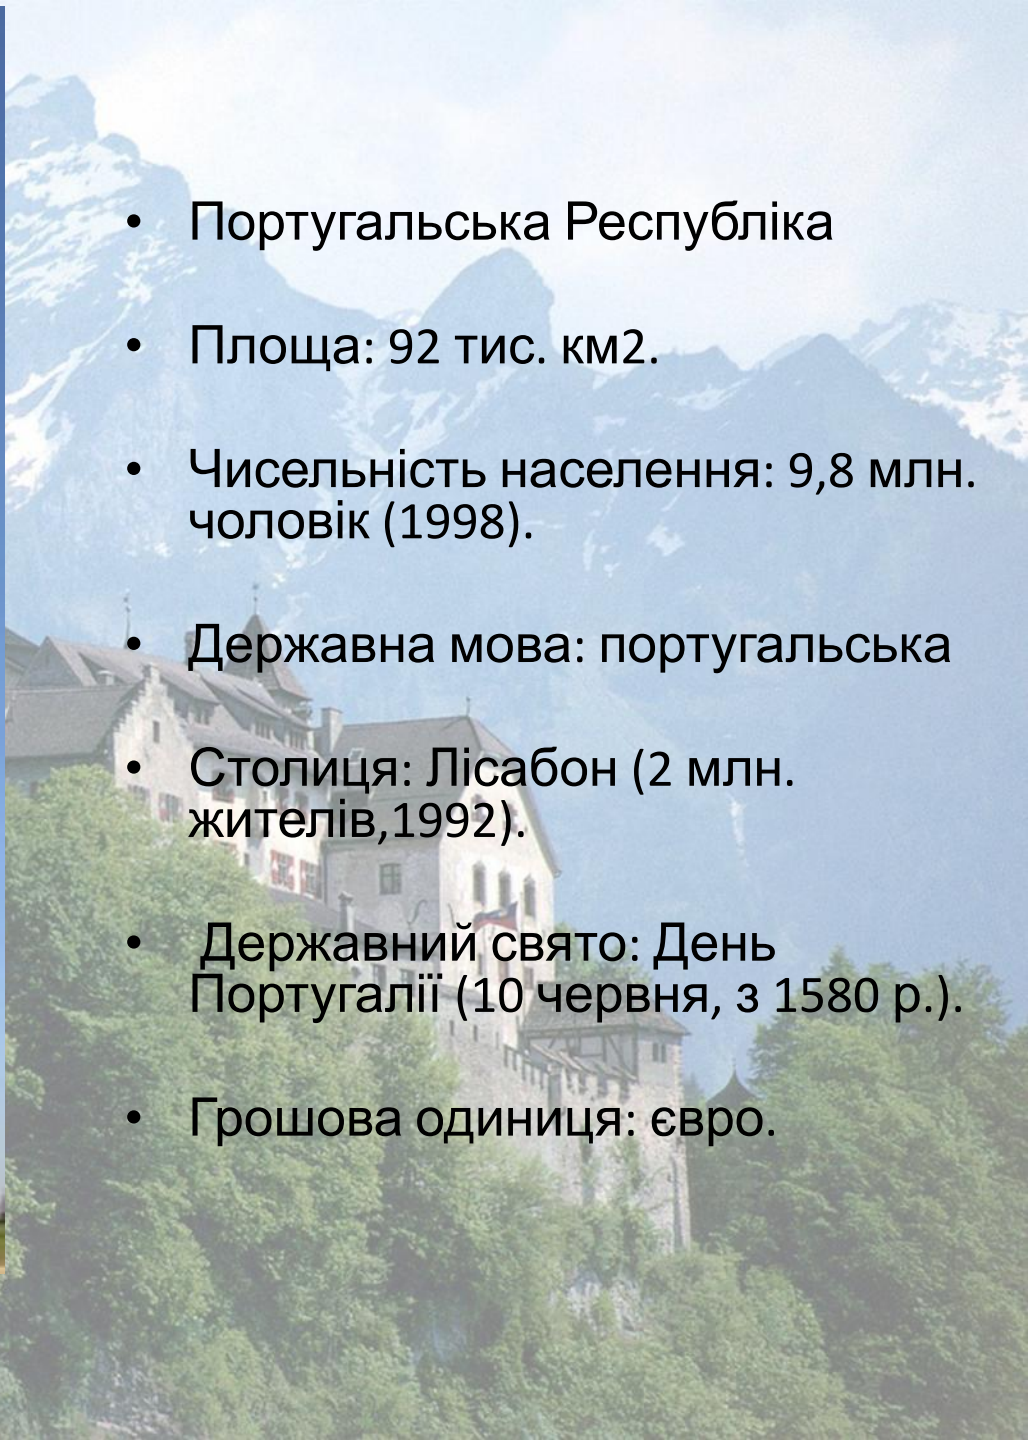 • Португальська Республіка
• Площа: 92 тис. км2.
• Чисельність населення: 9,8 млн.
чоловік (1998).
• Державна мова: португальська
• Столиця: Лісабон (2 млн.
жителів,1992).
• Державний свято: День
Португалії (10 червня, з 1580 р.).
• Грошова одиниця: євро.